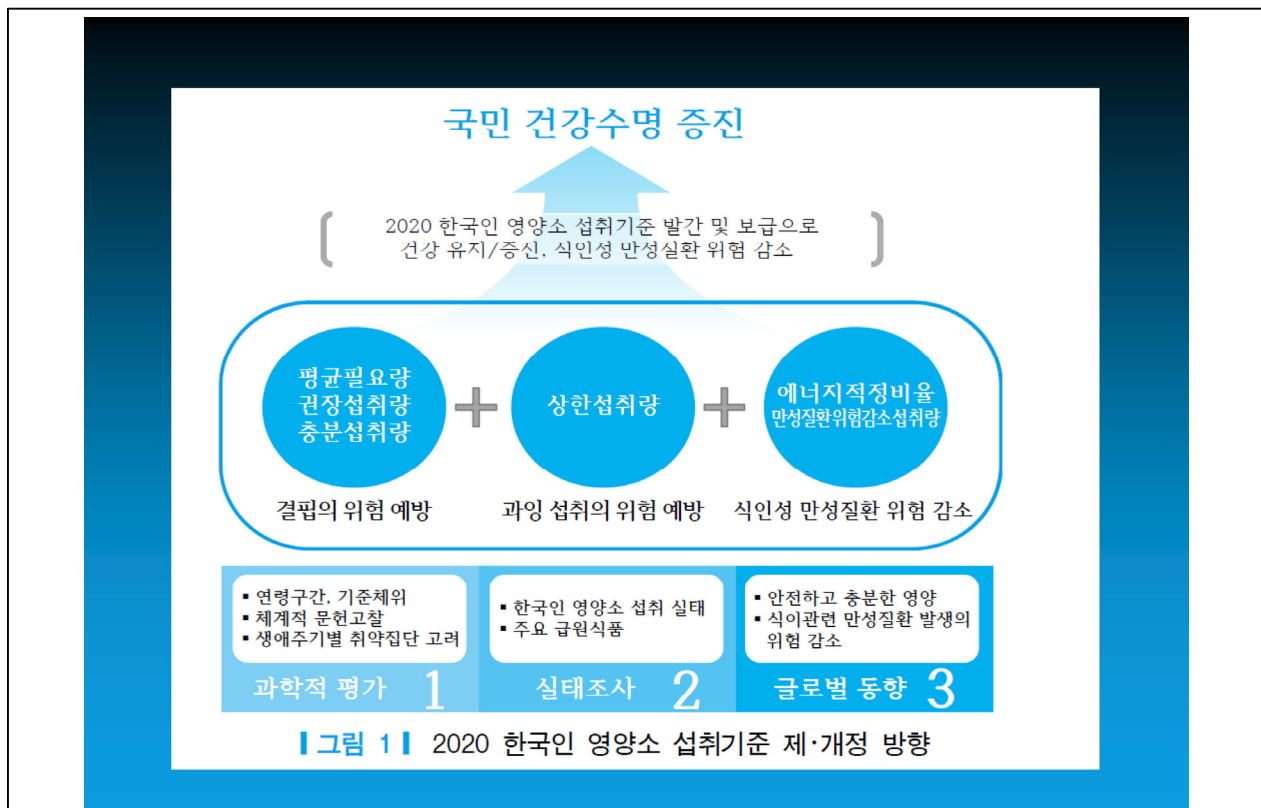 국민 건강수명 증진
2020 한국인 영양소 섭취기준 발간 및 보급으로
건강 유지/증신, 식인성 만성질환 위험 감소
평균필요량
권장섭취량
충분섭취량
상한섭취량
에너지적정비율
만성질환위험감소섭취량
결핍의 위험 예방
과잉 섭취의 위험 예방
식인성 만성질환 위험 감소
▪ 연령구간, 기준체위
▪ 체계적 문헌고찰
▪ 생애주기별 취약집단 고려
과학적 평가 1
▪ 한국인 영양소 섭취 실태
▪ 주요 급원식품
실태조사 2
▪ 안전하고 충분한 영양
▪ 식이관련 만성질환 발생의
위험 감소
글로벌 동향 3
▎그림 1▎ 2020 한국인 영양소 섭취기준 제·개정 방향